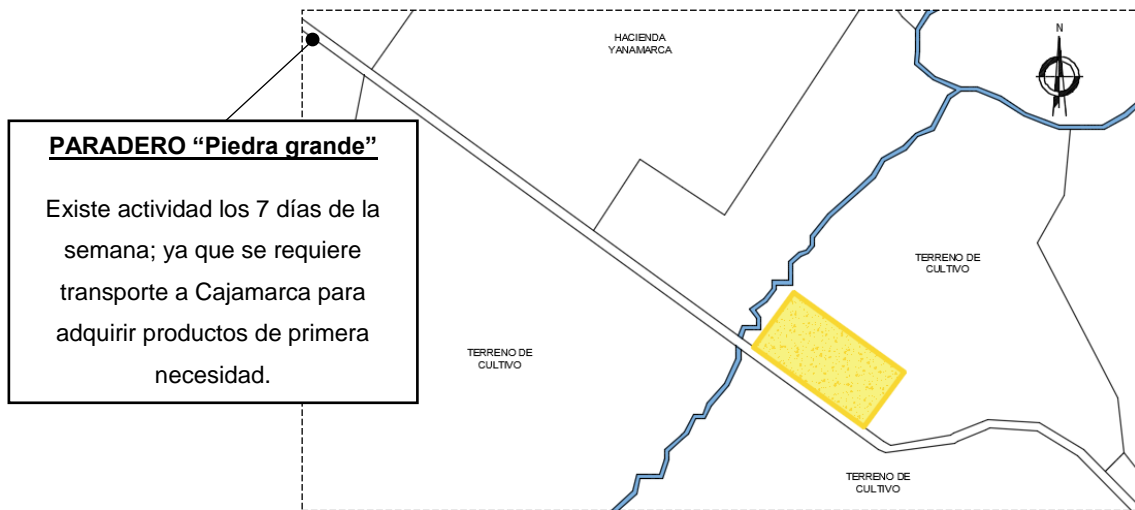 HACIENDA
YANAMARCA
N
PARADERO “Piedra grande”
Existe actividad los 7 días de la
semana; ya que se requiere
transporte a Cajamarca para
adquirir productos de primera
necesidad.
TERRENO DE
CULTIVO
TERRENO DE
CULTIVO
TERRENO DE
CULTIVO